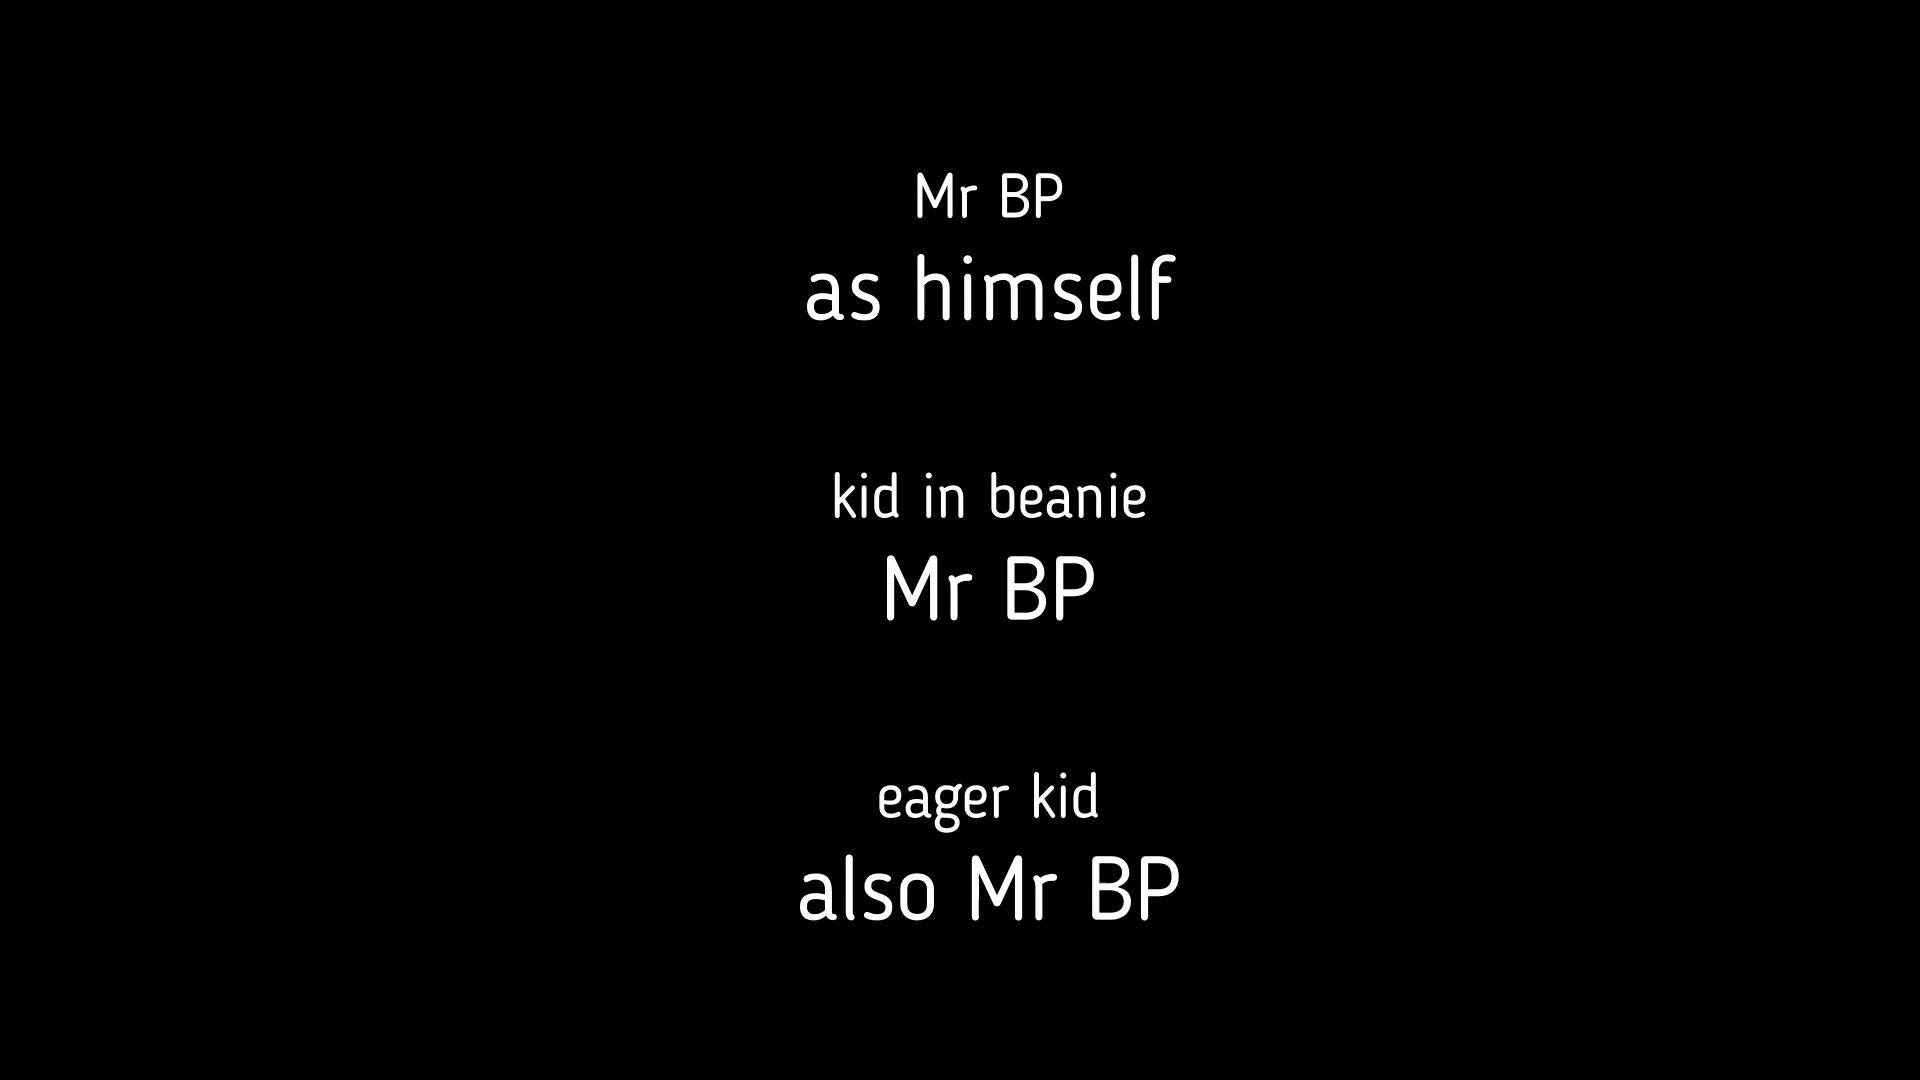 Mr BP
as himself
kid in beanie
Mr BP
eager kid
also Mr BP